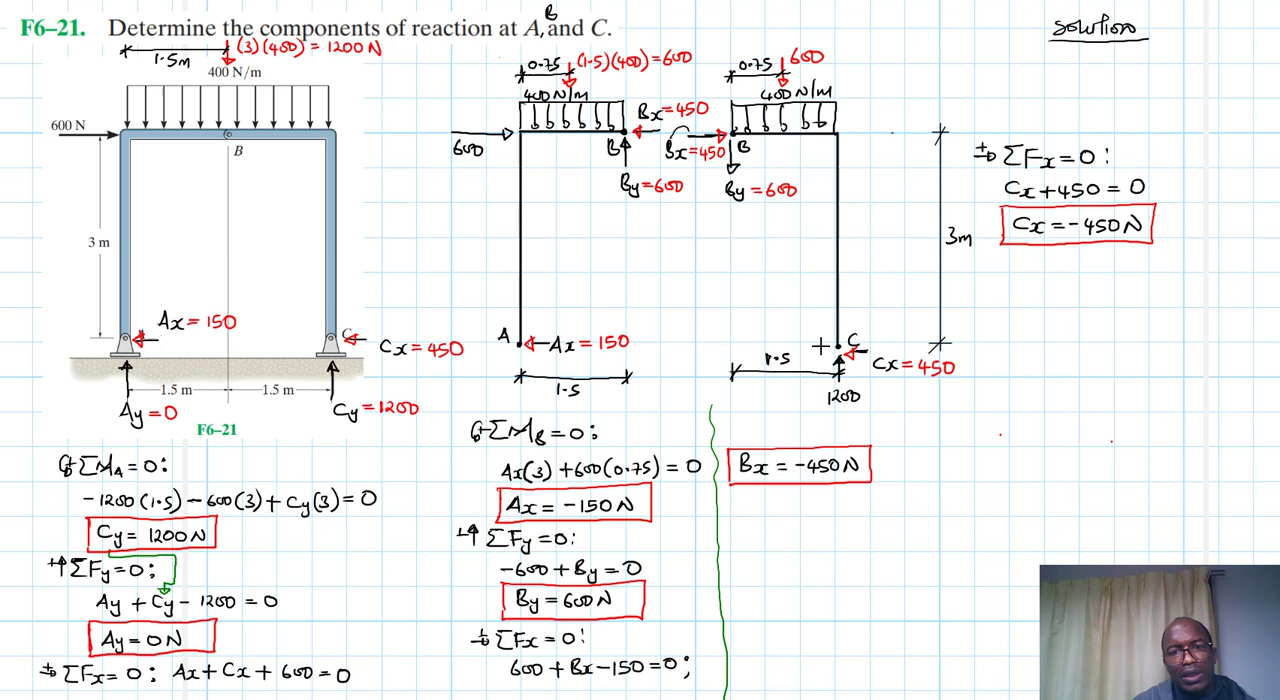 F6–21. Determine the components of reaction at A, B and C.
Solution
1.5m
(3)(400) = 1200 N
400 N/m
600 N
B
3 m
Ax = 150
C
Cx = 450
1.5 m
1.5 m
Ay = 0
Cy = 1200
F6–21
0.75
(1.5)(400) = 600
400 N/m
Bx = 450
600
B
By = 600
A
Ax = 150
1.5
0.75
600
400 N/m
Bx = 450
B
By = 600
3m
C
Cx = 450
1.5
1200
ΣFx = 0 :
Cx + 450 = 0
Cx = - 450 N
ΣMA = 0 :
- 1200 (1.5) - 600 (3) + Cy (3) = 0
Cy = 1200 N
+↑ ΣFy = 0 ;
Ay + Cy - 1200 = 0
Ay = 0 N
ΣFx = 0 : Ax + Cx + 600 = 0
ΣMB = 0 ;
Ax(3) + 600 (0.75) = 0
Ax = - 150 N
+↑ ΣFy = 0 :
- 600 + By = 0
By = 600 N
ΣFx = 0 :
600 + Bx - 150 = 0 ;
Bx = - 450 N